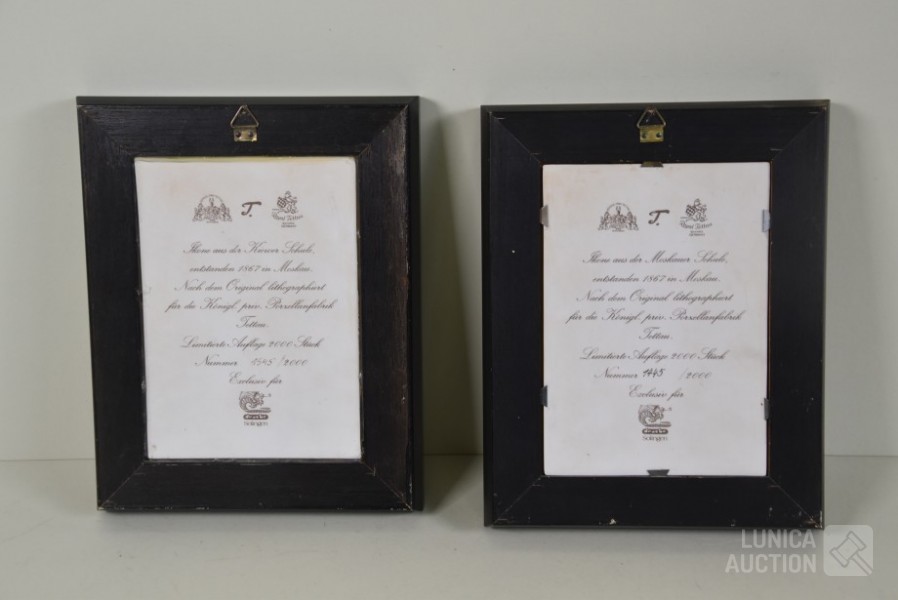 T.
Ikone aus der Kiewer Schule,
entstanden 1867 in Moskau.
Nach dem Original lithographiert
für die Königl. priv. Porzellanfabrik
Tettau.
Limitierte Auflage 2000 Stück
Nummer 1545/2000
Exclusiv für
Solingen
T.
Ikone aus der Moskauer Schule,
entstanden 1867 in Moskau.
Nach dem Original lithographiert
für die Königl. priv. Porzellanfabrik
Tettau.
Limitierte Auflage 2000 Stück
Nummer 1445 /2000
Exclusiv für
Solingen
LUNICA
AUCTION